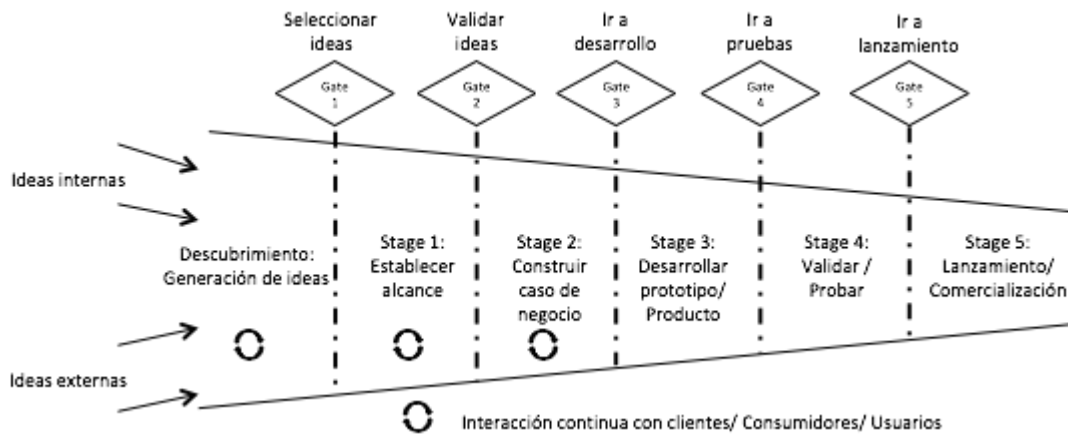 Seleccionar
ideas
Validar
ideas
Ir a
desarrollo
Ir a
pruebas
Ir a
lanzamiento
Gate
1
Gate
2
Gate
3
Gate
4
Gate
5
Ideas internas
Descubrimiento:
Generación de ideas
Stage 1:
Establecer
alcance
Stage 2:
Construir
caso de
negocio
Stage 3:
Desarrollar
prototipo/
Producto
Stage 4:
Validar /
Probar
Stage 5:
Lanzamiento/
Comercialización
Ideas externas
Interacción continua con clientes/ Consumidores/ Usuarios